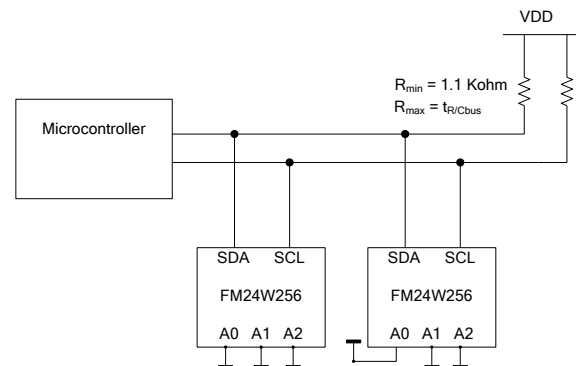 VDD
Rmin = 1.1 Kohm
Rmax = tR/Cbus
Microcontroller
SDA SCL
FM24W256
A0 A1 A2
SDA SCL
FM24W256
A0 A1 A2